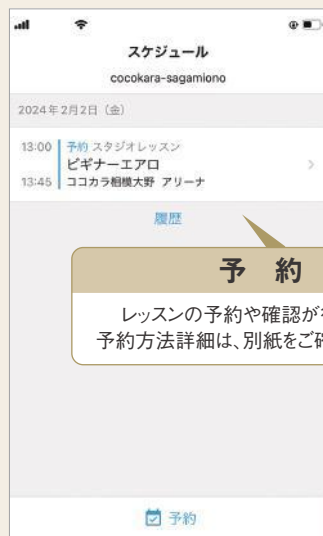 スケジュール
cocokara-sagamiono
2024年2月2日（金）
13:00 予約 スタジオレッスン
ビギナーエアロ
13:45 ココカラ相模大野 アリーナ
履歴
予 約
レッスンの予約や確認が
予約方法詳細は、別紙をご確
予約